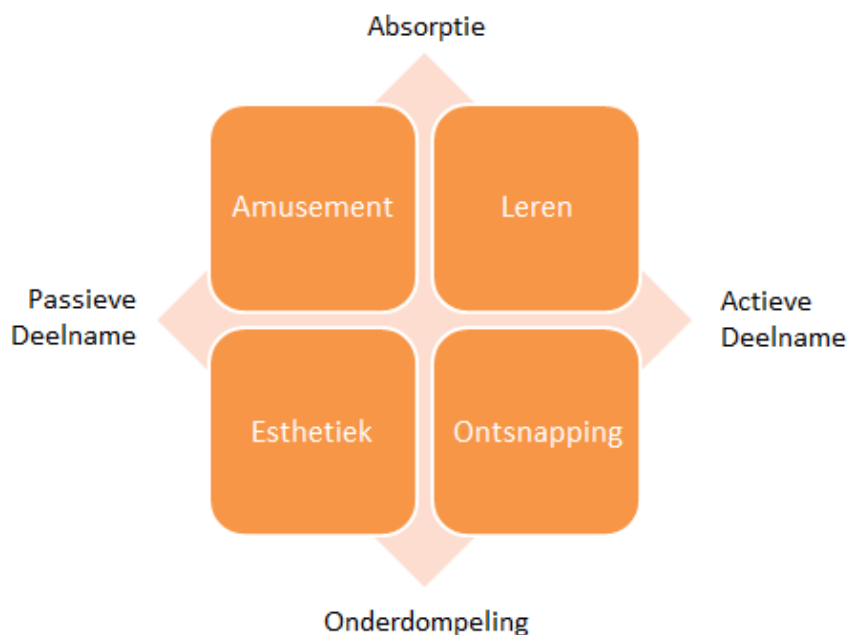 Absorptie
Amusement
Leren
Passieve
Deelname
Actieve
Deelname
Esthetiek
Ontsnapping
Onderdompeling